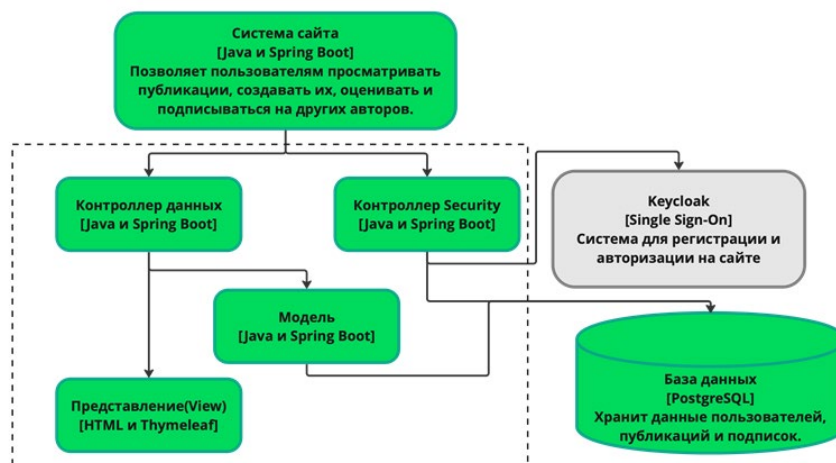 Система сайта
[Java и Spring Boot]
Позволяет пользователям просматривать
публикации, создавать их, оценивать и
подписываться на других авторов.
Контроллер данных
[Java и Spring Boot]
Контроллер Security
[Java и Spring Boot]
Keycloak
[Single Sign-On]
Система для регистрации и
авторизации на сайте
Модель
[Java и Spring Boot]
Представление(View)
[HTML и Thymeleaf]
База данных
[PostgreSQL]
Хранит данные пользователей,
публикаций и подписок.